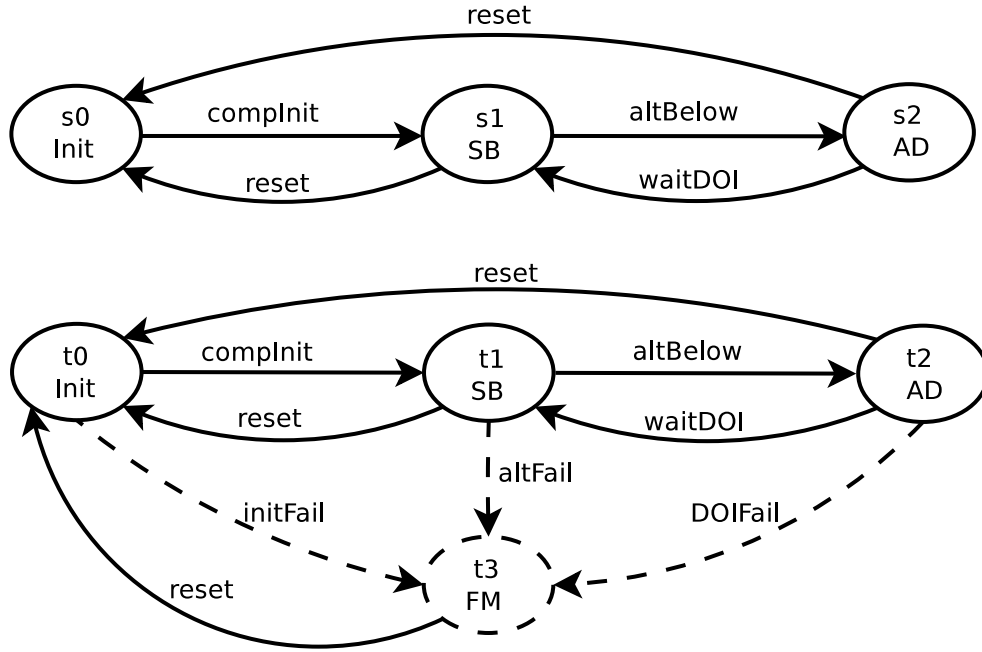 reset
s0
Init
compInit
s1
SB
altBelow
s2
AD
reset
waitDOI
reset
t0
Init
compInit
t1
SB
altBelow
t2
AD
reset
waitDOI
altFail
initFail
DOIFail
t3
FM
reset